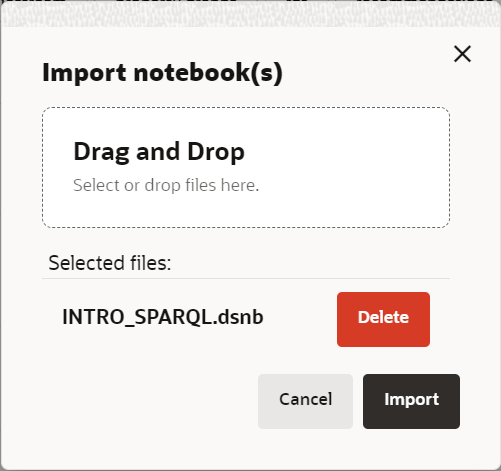 Import notebook(s)
Drag and Drop
Select or drop files here.
Selected files:
INTRO_SPARQL.dsnb
Delete
Cancel
Import